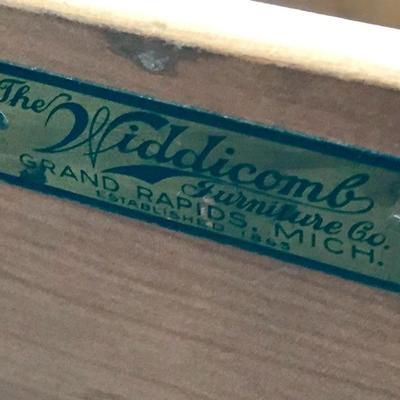 The Widdicomb
Furniture Co.
GRAND RAPIDS, MICH.
ESTABLISHED 1865